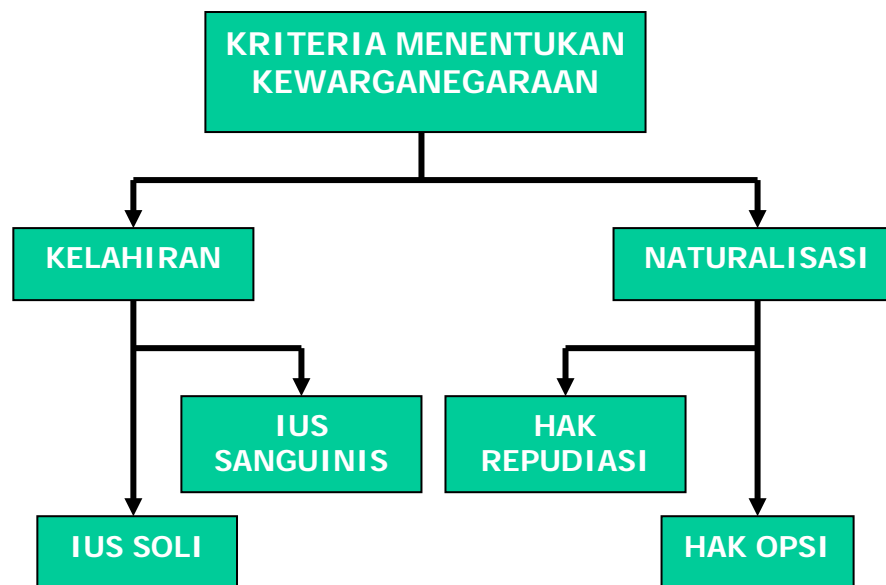 KRITERIA MENENTUKAN
KEWARGANEGARAAN
KELAHIRAN
NATURALISASI
IUS
SANGUINIS
HAK
REPUDIASI
IUS SOLI
HAK OPSI